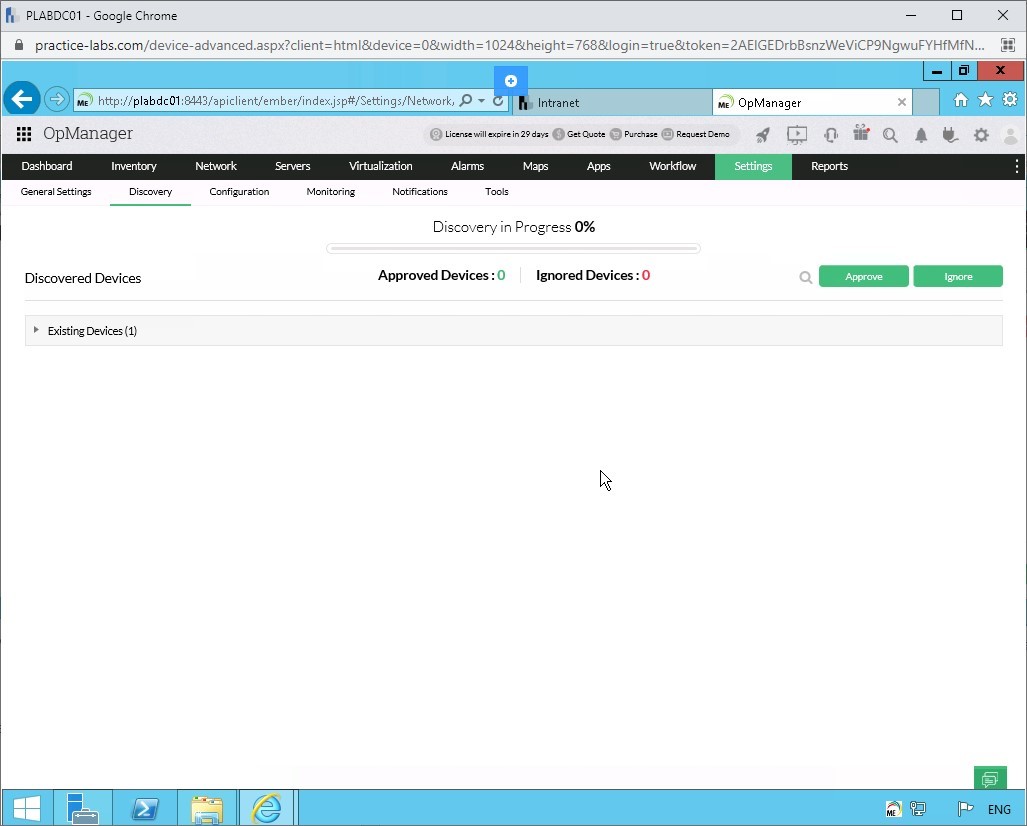 PLABDC01 - Google Chrome
practice-labs.com/device-advanced.aspx?client=html&device=0&width=1024&height=768&login=true&token=2AEIGEDrbBsnzWeViCP9NgwuFYHfMfN...
ME http://plabdc01:8443/apiclient/ember/index.jsp#/Settings/Network, Intranet ME OpManager
OpManager License will expire in 29 days Get Quote Purchase Request Demo
Dashboard Inventory Network Servers Virtualization Alarms Maps Apps Workflow Settings Reports
General Settings Discovery Configuration Monitoring Notifications Tools
Discovery in Progress 0%
Discovered Devices Approved Devices : 0 Ignored Devices : 0 Approve Ignore
Existing Devices (1)
ME ENG